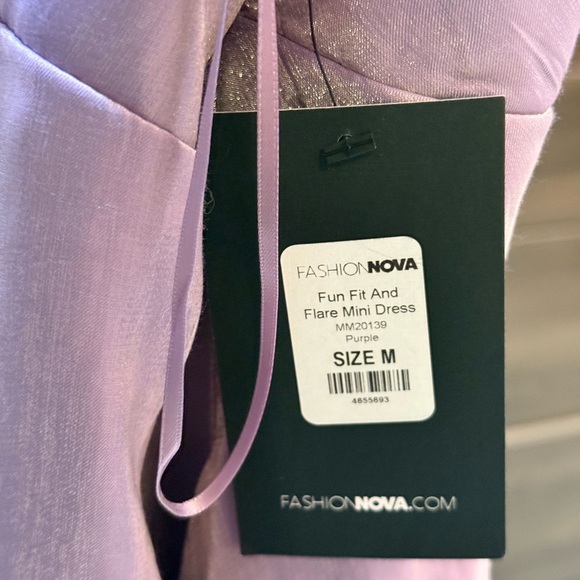 FASHIONNOVA
Fun Fit And
Flare Mini Dress
MM20139
Purple
SIZE M
4855693
FASHIONNOVA.COM